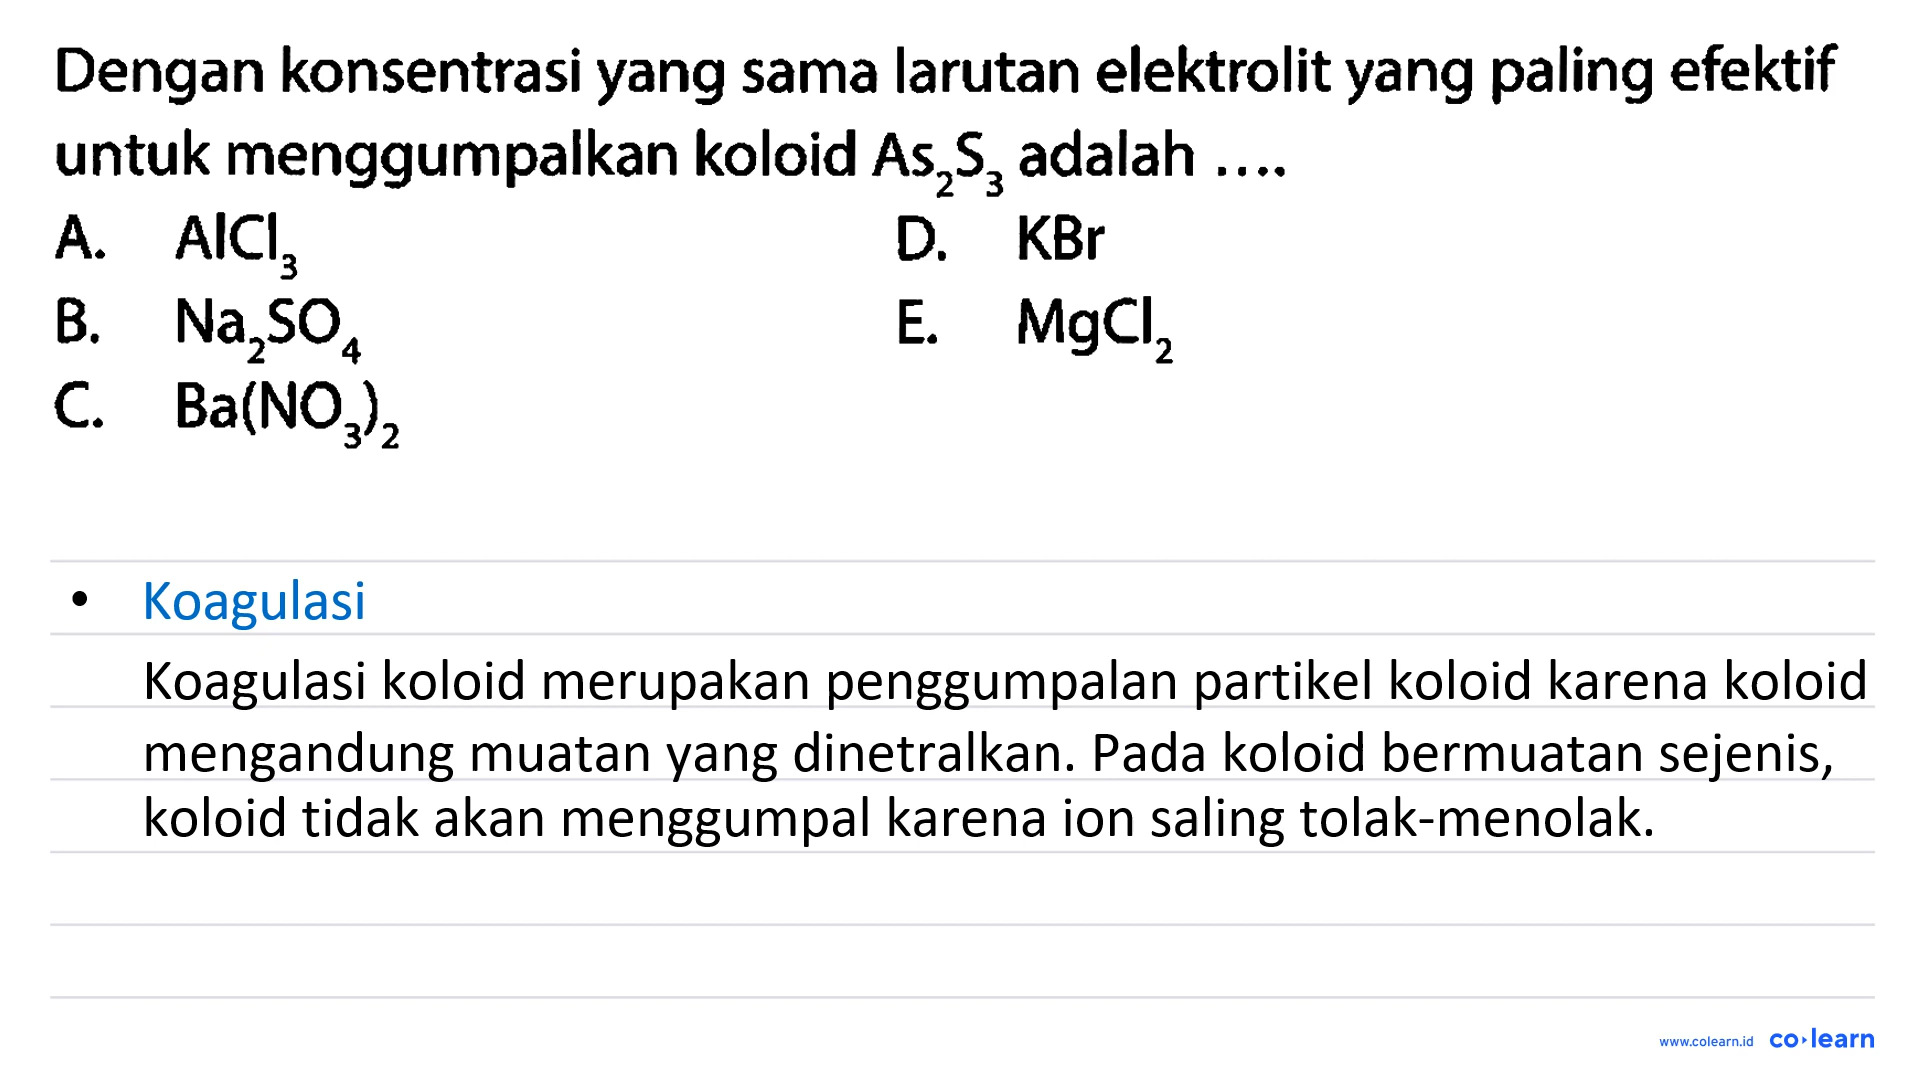 Dengan konsentrasi yang sama larutan elektrolit yang paling efektif
untuk menggumpalkan koloid As₂S₃ adalah ....
A. AlCl₃ D. KBr
B. Na₂SO₄ E. MgCl₂
C. Ba(NO₃)₂
• Koagulasi
Koagulasi koloid merupakan penggumpalan partikel koloid karena koloid
mengandung muatan yang dinetralkan. Pada koloid bermuatan sejenis,
koloid tidak akan menggumpal karena ion saling tolak-menolak.
www.colearn.id co learn